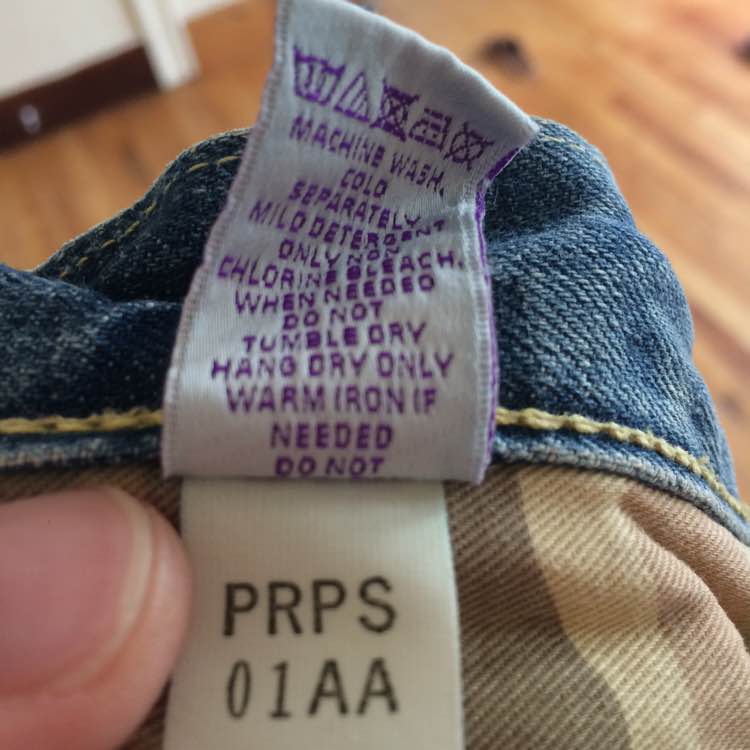 MACHINE WASH,
COLD
SEPARATELY
MILD DETERGENT
ONLY NON
CHLORINE BLEACH.
WHEN NEEDED
DO NOT
TUMBLE DRY
HANG DRY ONLY
WARM IRON IF
NEEDED
DO NOT
PRPS
01AA